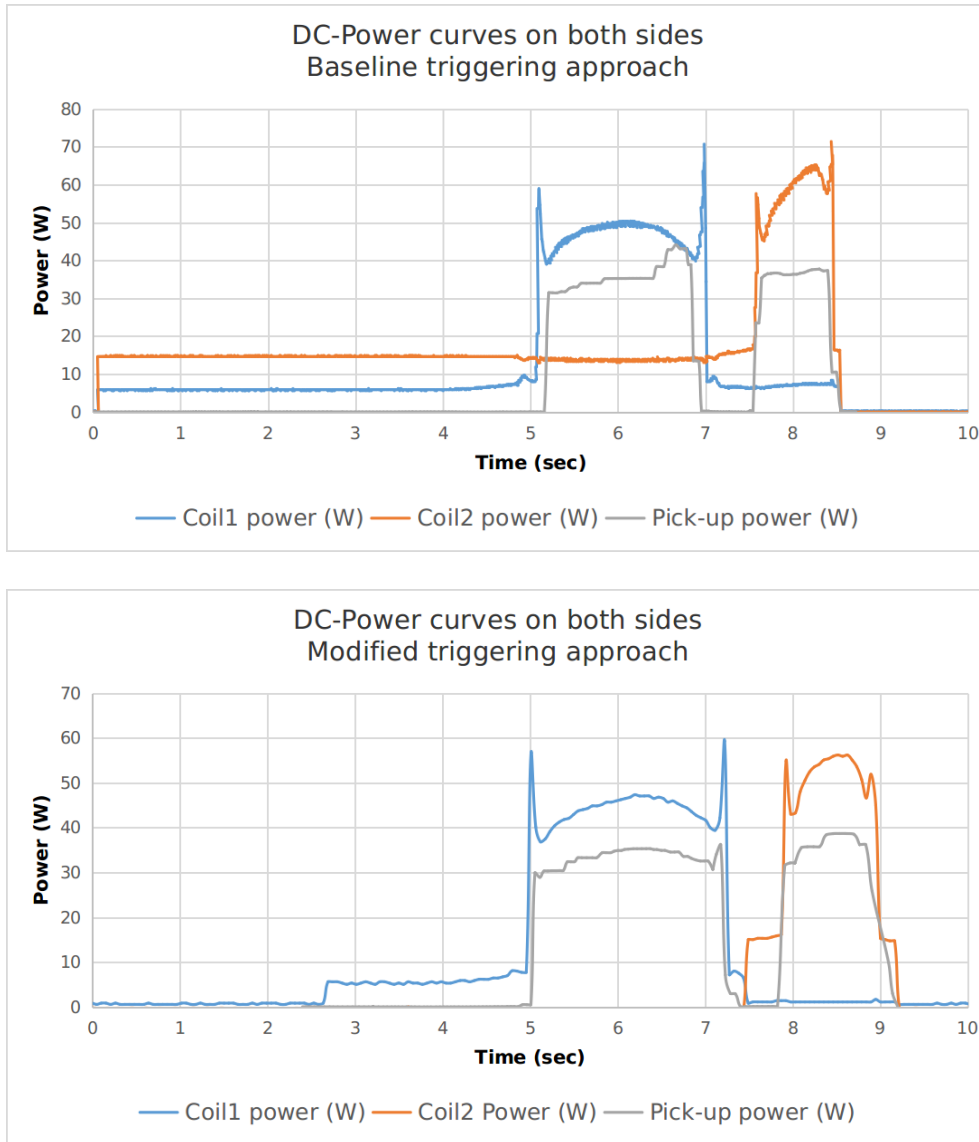 DC-Power curves on both sides
Baseline triggering approach
80
70
60
50
40
30
20
10
0
Power (W)
0 1 2 3 4 5 6 7 8 9 10
Time (sec)
Coil1 power (W) Coil2 power (W) Pick-up power (W)
DC-Power curves on both sides
Modified triggering approach
70
60
50
40
30
20
10
0
Power (W)
0 1 2 3 4 5 6 7 8 9 10
Time (sec)
Coil1 power (W) Coil2 Power (W) Pick-up power (W)